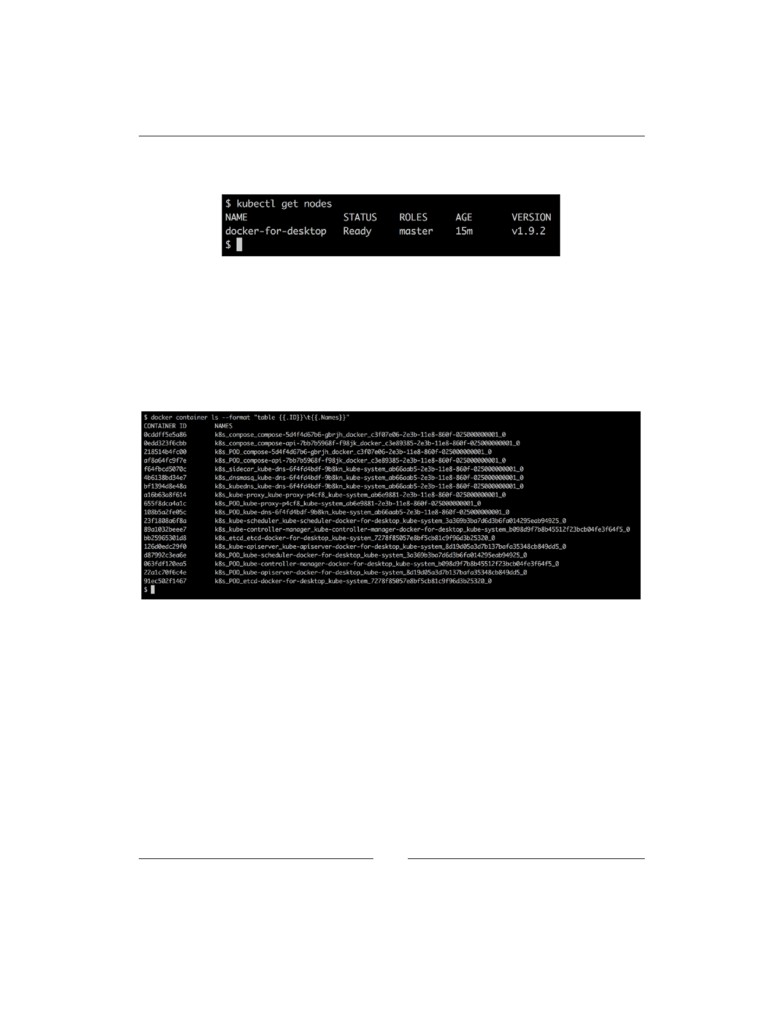 $ kubectl get nodes
NAME STATUS ROLES AGE VERSION
docker-for-desktop Ready master 15m v1.9.2
$
$ docker container ls --format "table {{.ID}}\t{{.Names}}"
CONTAINER ID NAMES
0cddff5e5a86 k8s_compose_compose-5d4f4d67b6-gbrjh_docker_c3f07e06-2e3b-11e8-860f-025000000001_0
0edd323f6cbb k8s_compose_compose-api-7bb7b5968f-f98jk_docker_c3e89385-2e3b-11e8-860f-025000000001_0
218514b4fc00 k8s_POD_compose-5d4f4d67b6-gbrjh_docker_c3f07e06-2e3b-11e8-860f-025000000001_0
af8a64fc9f7e k8s_POD_compose-api-7bb7b5968f-f98jk_docker_c3e89385-2e3b-11e8-860f-025000000001_0
f64fbcd5070c k8s_sidecar_kube-dns-6f4fd4bdf-9b8kn_kube-system_ab66aab5-2e3b-11e8-860f-025000000001_0
4b6138bd34e7 k8s_dnsmasq_kube-dns-6f4fd4bdf-9b8kn_kube-system_ab66aab5-2e3b-11e8-860f-025000000001_0
bf1394d8e48a k8s_kubedns_kube-dns-6f4fd4bdf-9b8kn_kube-system_ab66aab5-2e3b-11e8-860f-025000000001_0
a16b63a8f614 k8s_kube-proxy_kube-proxy-p4cf8_kube-system_ab6e9881-2e3b-11e8-860f-025000000001_0
655f8dca4a1c k8s_POD_kube-proxy-p4cf8_kube-system_ab6e9881-2e3b-11e8-860f-025000000001_0
108b5a2fe05c k8s_POD_kube-dns-6f4fd4bdf-9b8kn_kube-system_ab66aab5-2e3b-11e8-860f-025000000001_0
23f1808a6f8a k8s_kube-scheduler_kube-scheduler-docker-for-desktop_kube-system_3a369b3ba7d6d3b6fa014295eab94925_0
89a1032beee7 k8s_kube-controller-manager_kube-controller-manager-docker-for-desktop_kube-system_b098d9f7b8b45512f23bcb04fe3f64f5_0
bb25965301d8 k8s_etcd_etcd-docker-for-desktop_kube-system_7278f85057e8bf5cb81c9f96d3b25320_0
126d0edc29f0 k8s_kube-apiserver_kube-apiserver-docker-for-desktop_kube-system_8d19d05a3d7b137bafa35348cb849dd5_0
d87992c3ea6e k8s_POD_kube-scheduler-docker-for-desktop_kube-system_3a369b3ba7d6d3b6fa014295eab94925_0
063fdf120ea5 k8s_POD_kube-controller-manager-docker-for-desktop_kube-system_b098d9f7b8b45512f23bcb04fe3f64f5_0
22a1c70f6c4e k8s_POD_kube-apiserver-docker-for-desktop_kube-system_8d19d05a3d7b137bafa35348cb849dd5_0
91ec502f1467 k8s_POD_etcd-docker-for-desktop_kube-system_7278f85057e8bf5cb81c9f96d3b25320_0
$